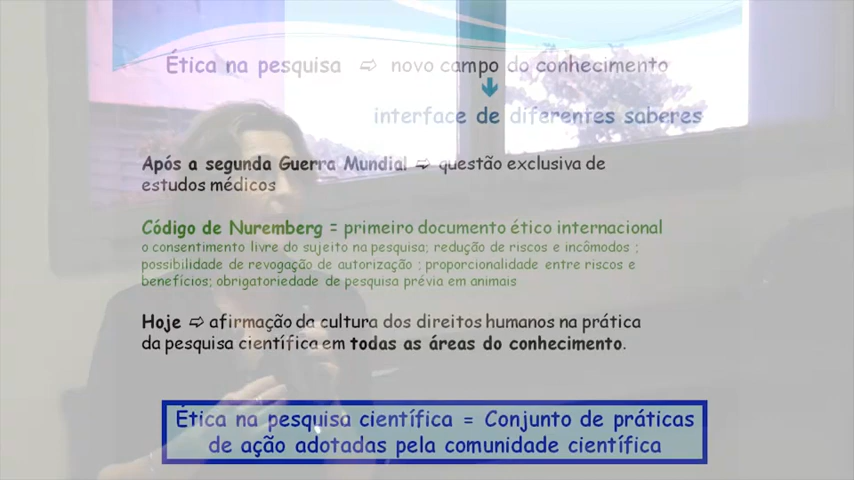 Ética na pesquisa ➩ novo campo do conhecimento
interface de diferentes saberes
Após a segunda Guerra Mundial ➩ questão exclusiva de
estudos médicos
Código de Nuremberg = primeiro documento ético internacional
o consentimento livre do sujeito na pesquisa; redução de riscos e incômodos ;
possibilidade de revogação de autorização ; proporcionalidade entre riscos e
benefícios; obrigatoriedade de pesquisa prévia em animais
Hoje ➩ afirmação da cultura dos direitos humanos na prática
da pesquisa científica em todas as áreas do conhecimento.
Ética na pesquisa científica = Conjunto de práticas
de ação adotadas pela comunidade científica